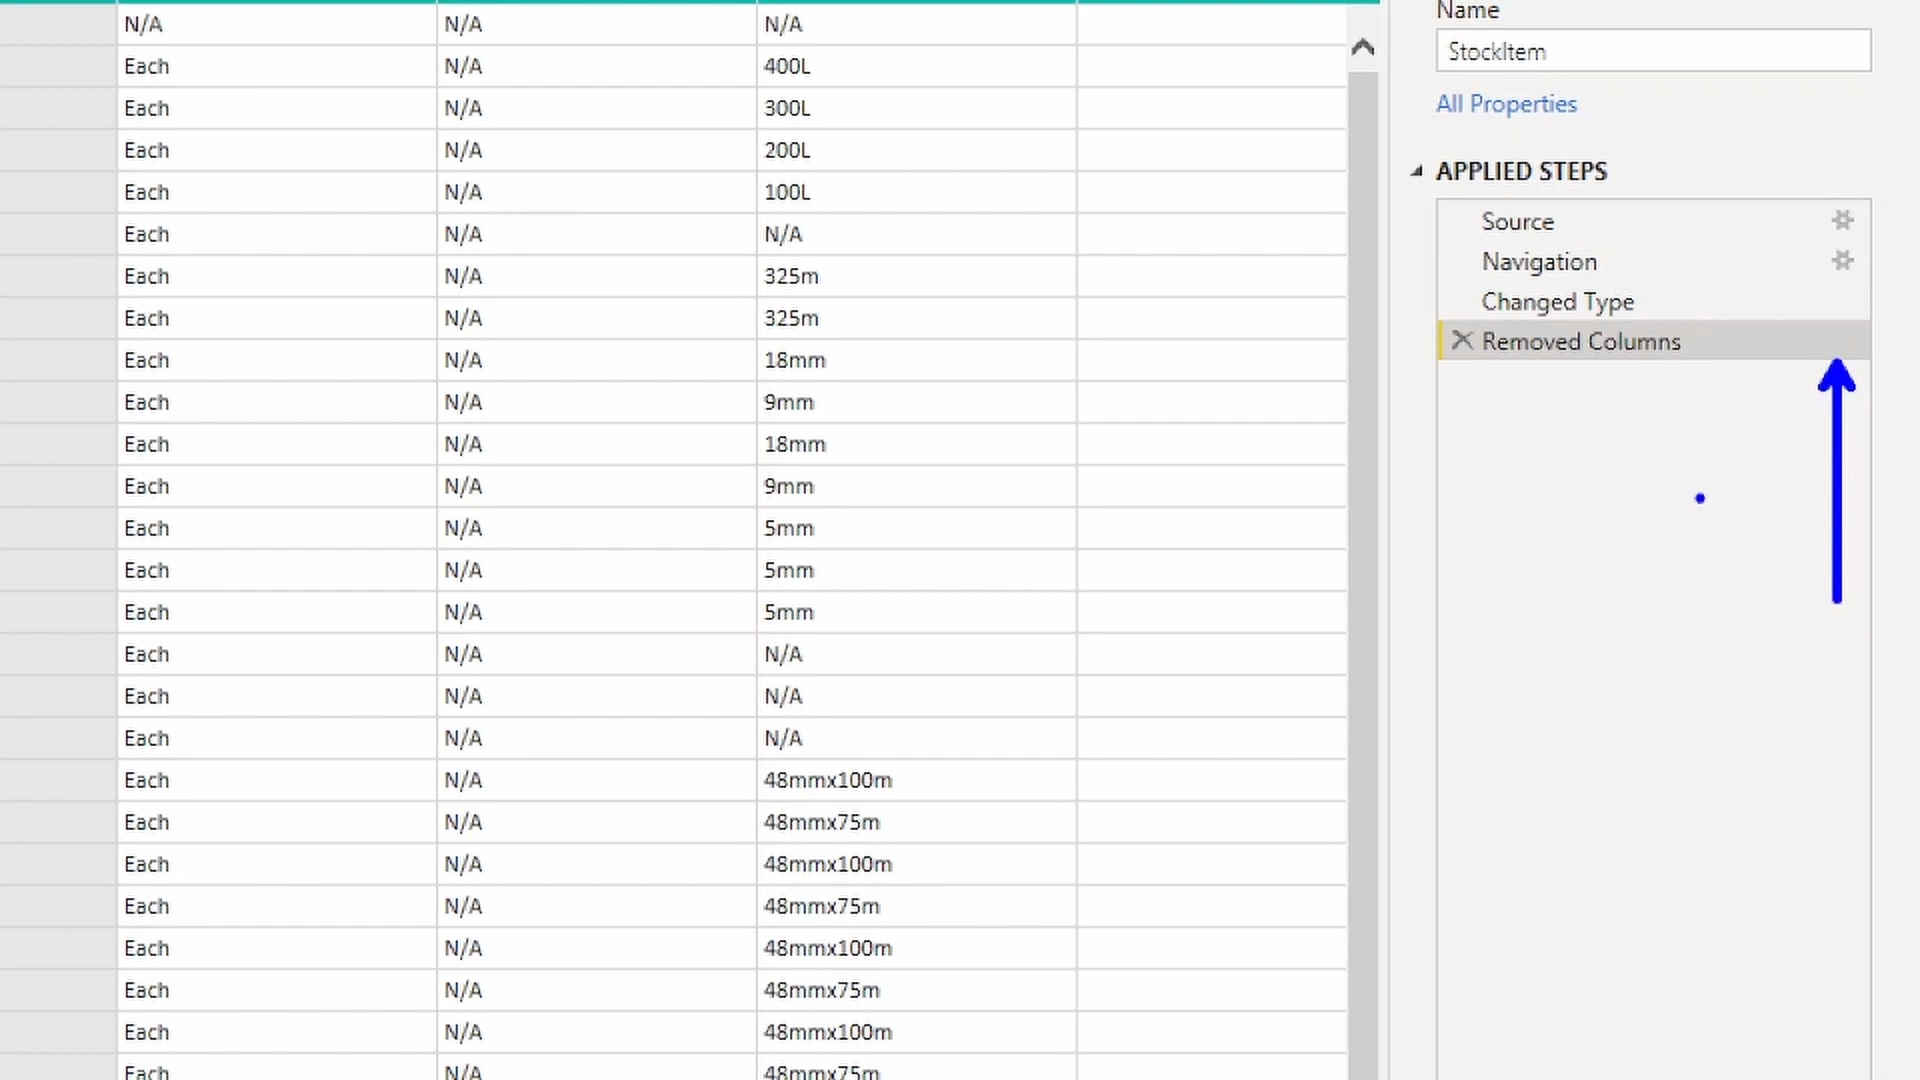 Name
StockItem
All Properties
APPLIED STEPS
Source
Navigation
Changed Type
Removed Columns
N/A N/A N/A
Each N/A 400L
Each N/A 300L
Each N/A 200L
Each N/A 100L
Each N/A N/A
Each N/A 325m
Each N/A 325m
Each N/A 18mm
Each N/A 9mm
Each N/A 18mm
Each N/A 9mm
Each N/A 5mm
Each N/A 5mm
Each N/A 5mm
Each N/A N/A
Each N/A N/A
Each N/A N/A
Each N/A 48mmx100m
Each N/A 48mmx75m
Each N/A 48mmx100m
Each N/A 48mmx75m
Each N/A 48mmx100m
Each N/A 48mmx75m
Each N/A 48mmx100m
Each N/A 48mmx75m